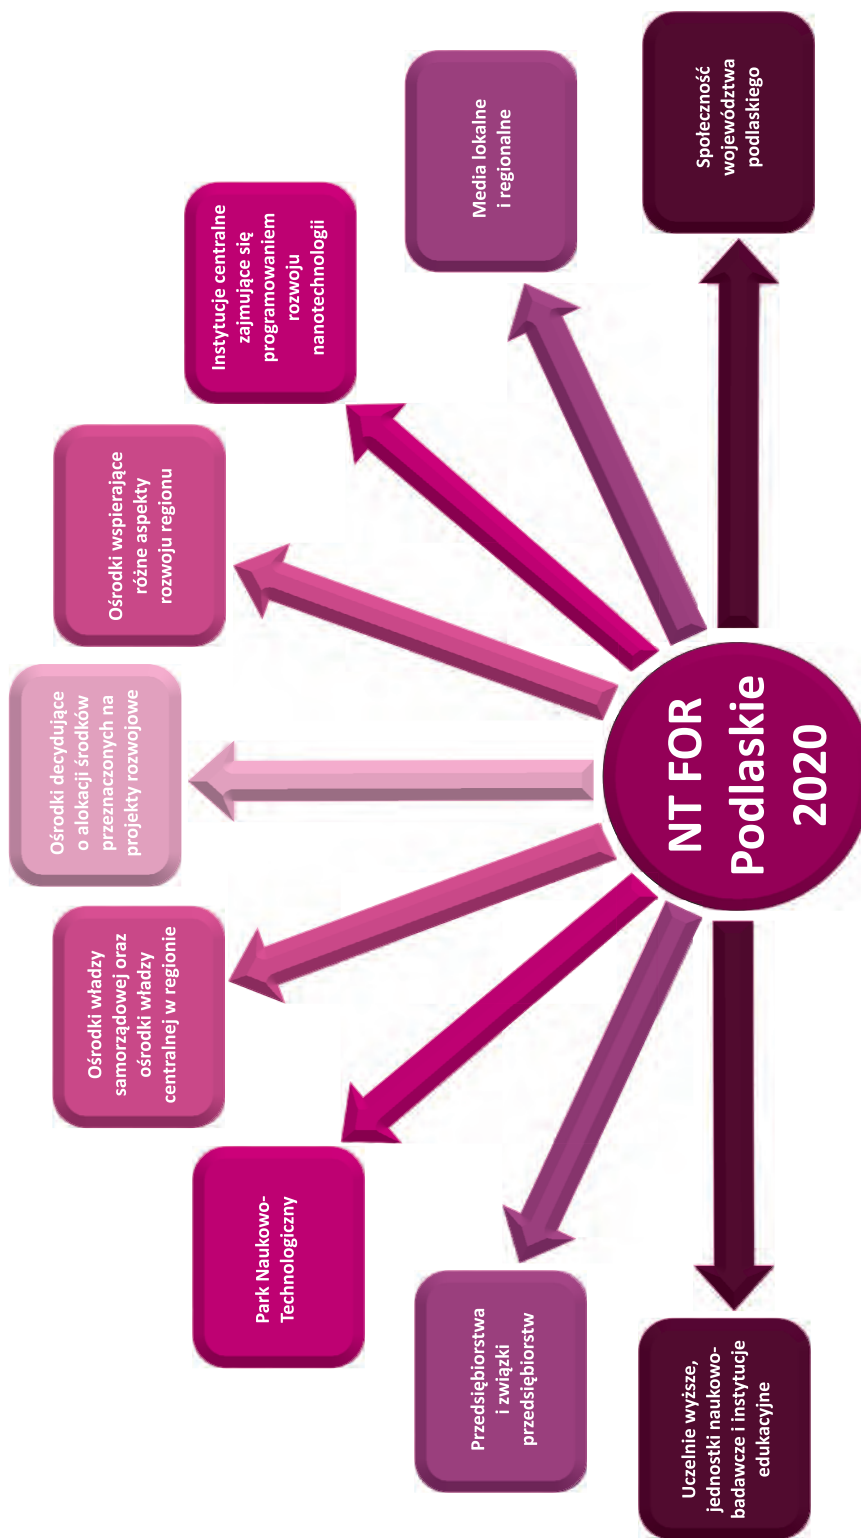 Uczelnie wyższe,
jednostki naukowo-
badawcze i instytucje
edukacyjne
Przedsiębiorstwa
i związki
przedsiębiorstw
Park Naukowo-
Technologiczny
Ośrodki władzy
samorządowej oraz
ośrodki władzy
centralnej w regionie
Ośrodki decydujące
o alokacji środków
przeznaczonych na
projekty rozwojowe
Ośrodki wspierające
różne aspekty
rozwoju regionu
Instytucje centralne
zajmujące się
programowaniem
rozwoju
nanotechnologii
Media lokalne
i regionalne
Społeczność
województwa
podlaskiego
NT FOR
Podlaskie
2020